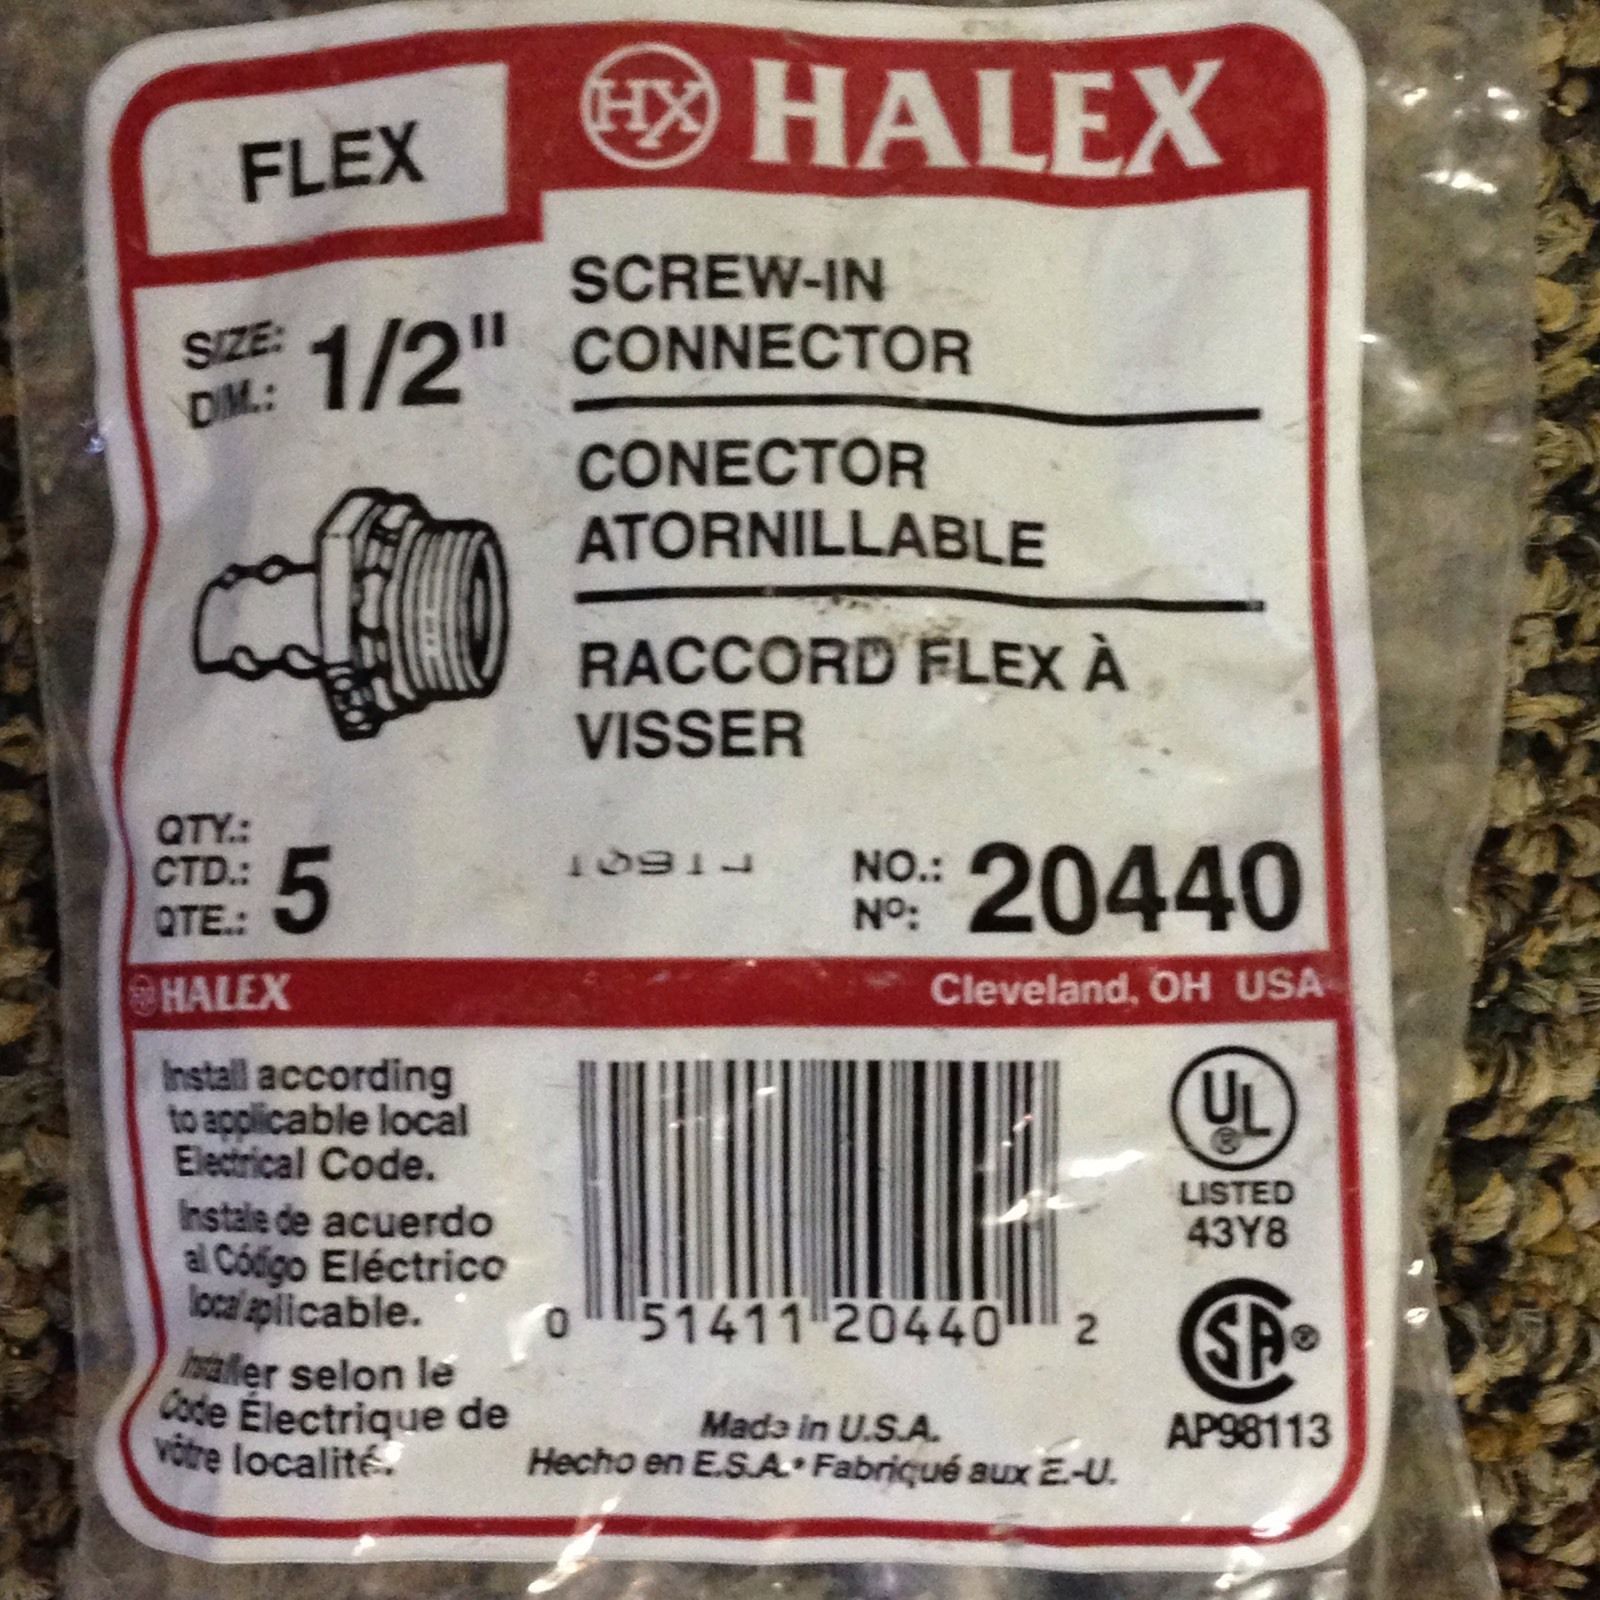 FLEX
HX HALEX
SIZE:
DIM.: 1/2"
SCREW-IN
CONNECTOR
CONECTOR
ATORNILLABLE
RACCORD FLEX À
VISSER
QTY.:
CTD.: 5
QTE.:
NO.: 20440
Nº:
HX HALEX
Cleveland, OH USA
Install according
to applicable local
Electrical Code.
Instale de acuerdo
al Código Eléctrico
local aplicable.
Installer selon le
Code Électrique de
vôtre localité.
0 51411 20440 2
UL ®
LISTED
43Y8
SA ®
AP98113
Made in U.S.A.
Hecho en E.S.A. • Fabriqué aux E.-U.